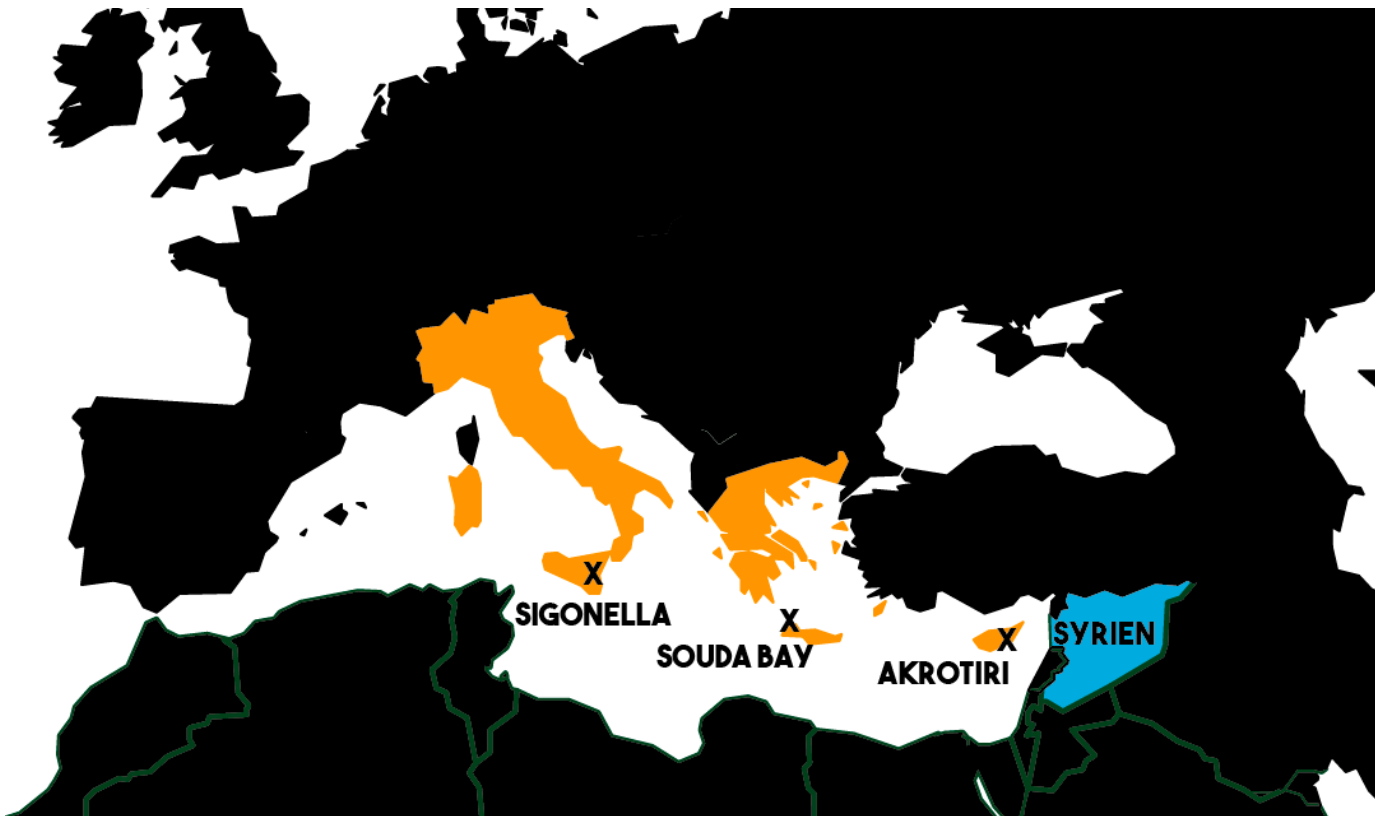 X
SIGONELLA
X
SOUDA BAY
X
AKROTIRI
SYRIEN